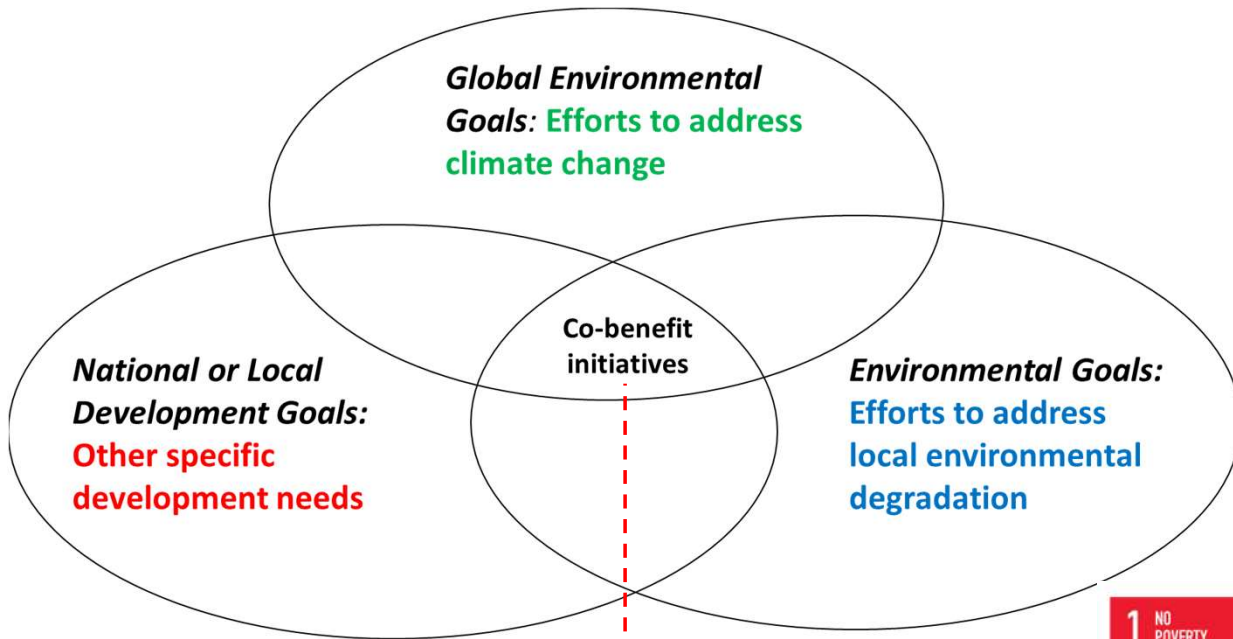 Global Environmental
Goals: Efforts to address
climate change
Co-benefit
initiatives
National or Local
Development Goals:
Other specific
development needs
Environmental Goals:
Efforts to address
local environmental
degradation
1 NO
POVERTY